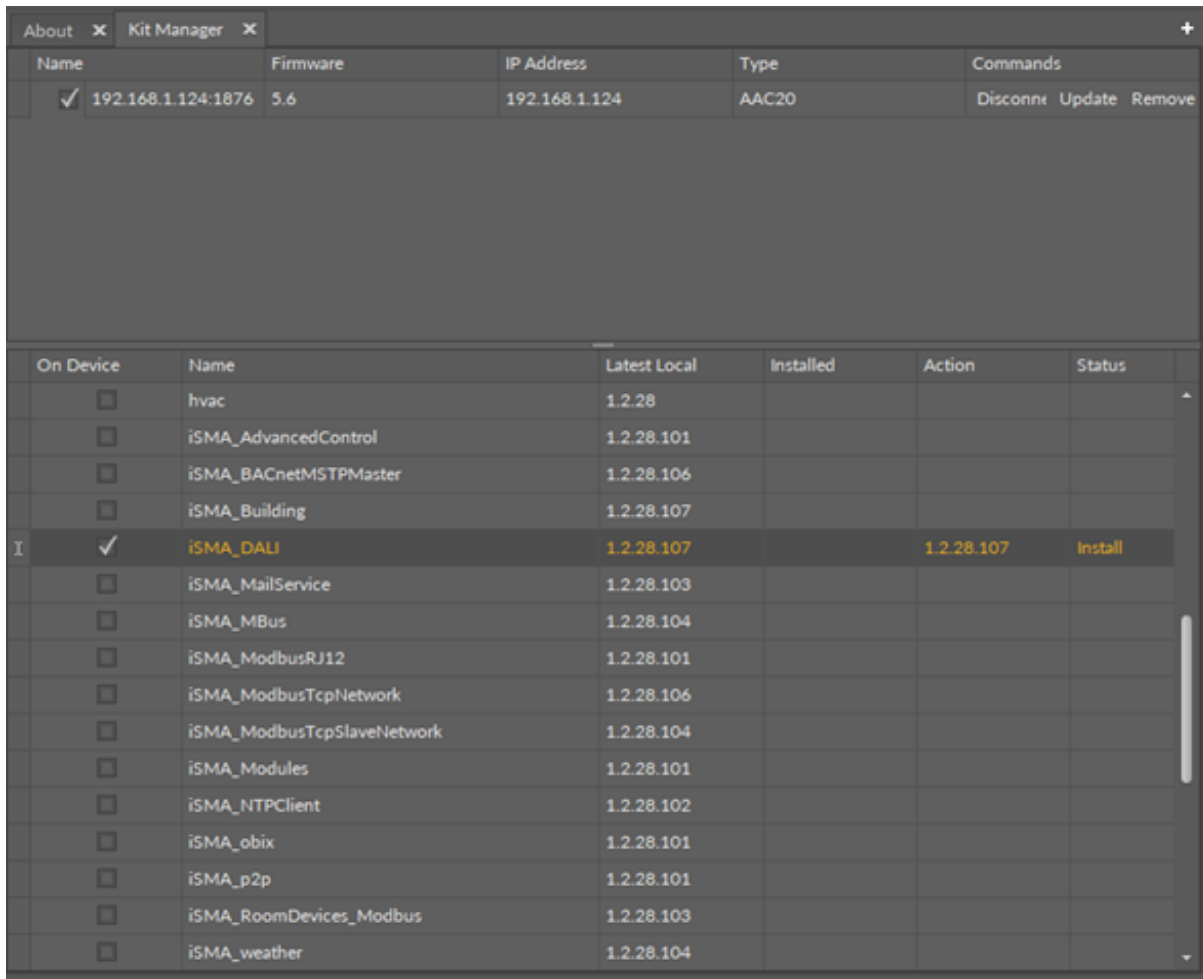 About Kit Manager
Name Firmware IP Address Type Commands
192.168.1.124:1876 5.6 192.168.1.124 AAC20 Disconne Update Remove
On Device Name Latest Local Installed Action Status
hvac 1.2.28
iSMA_AdvancedControl 1.2.28.101
iSMA_BACnetMSTPMaster 1.2.28.106
iSMA_Building 1.2.28.107
iSMA_DALI 1.2.28.107 1.2.28.107 Install
iSMA_MailService 1.2.28.103
iSMA_MBus 1.2.28.104
iSMA_ModbusRJ12 1.2.28.101
iSMA_ModbusTcpNetwork 1.2.28.106
iSMA_ModbusTcpSlaveNetwork 1.2.28.104
iSMA_Modules 1.2.28.101
iSMA_NTPClient 1.2.28.102
iSMA_obix 1.2.28.101
iSMA_p2p 1.2.28.101
iSMA_RoomDevices_Modbus 1.2.28.103
iSMA_weather 1.2.28.104